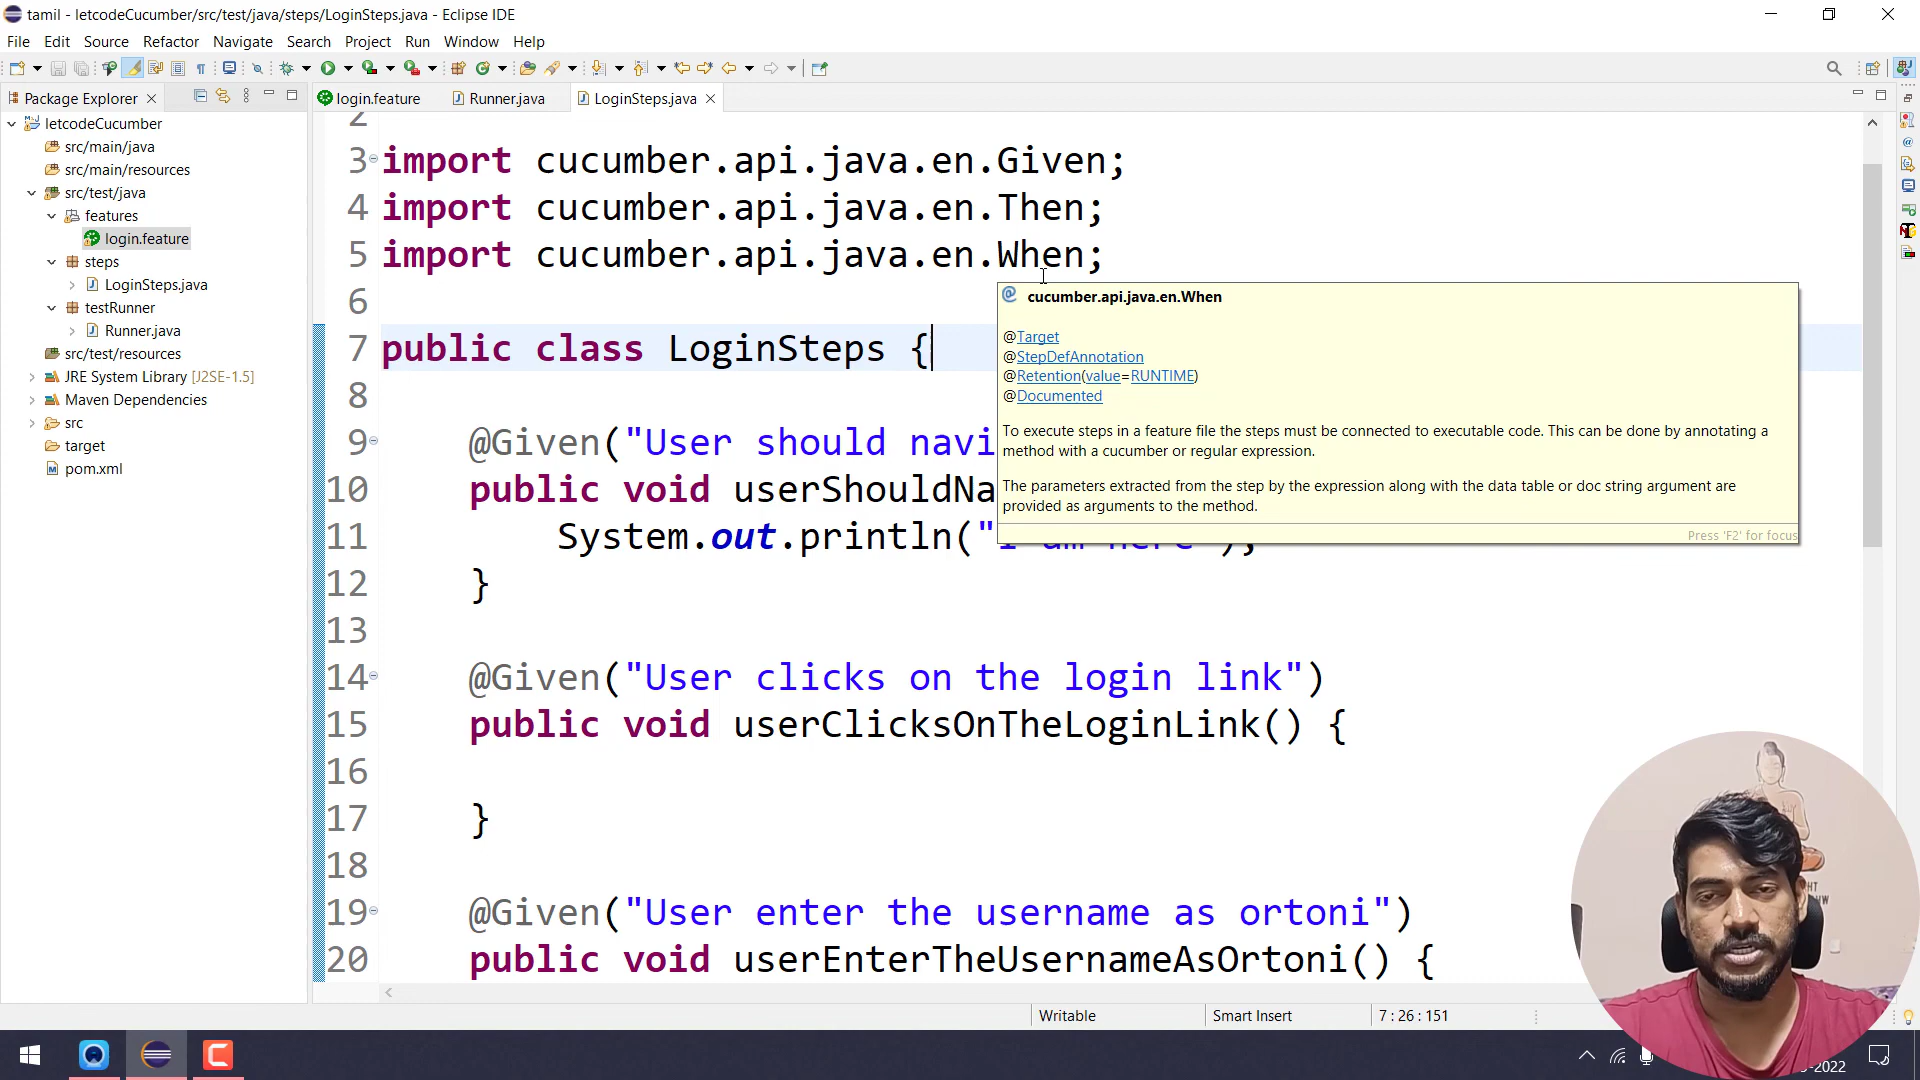 tamil - letcodeCucumber/src/test/java/steps/LoginSteps.java - Eclipse IDE
File Edit Source Refactor Navigate Search Project Run Window Help
Package Explorer
login.feature Runner.java LoginSteps.java
letcodeCucumber
src/main/java
src/main/resources
src/test/java
features
login.feature
steps
LoginSteps.java
testRunner
Runner.java
src/test/resources
JRE System Library [J2SE-1.5]
Maven Dependencies
src
target
pom.xml
2
3 import cucumber.api.java.en.Given;
4 import cucumber.api.java.en.Then;
5 import cucumber.api.java.en.When;
6
7 public class LoginSteps {
8
9 @Given("User should navi
10 public void userShouldNa
11 System.out.println("I am here");
12 }
13
14 @Given("User clicks on the login link")
15 public void userClicksOnTheLoginLink() {
16
17 }
18
19 @Given("User enter the username as ortoni")
20 public void userEnterTheUsernameAsOrtoni() {
@ cucumber.api.java.en.When
@Target
@StepDefAnnotation
@Retention(value=RUNTIME)
@Documented
To execute steps in a feature file the steps must be connected to executable code. This can be done by annotating a
method with a cucumber or regular expression.
The parameters extracted from the step by the expression along with the data table or doc string argument are
provided as arguments to the method.
Press 'F2' for focus
Writable Smart Insert 7 : 26 : 151
-2022